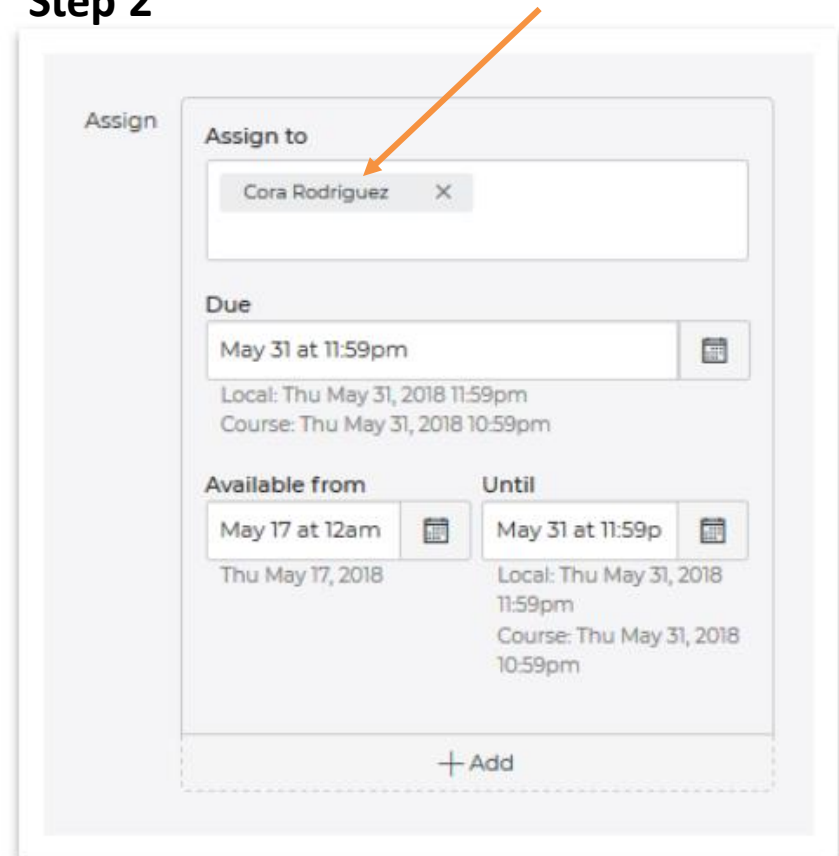 Step 2
Assign
Assign to
Cora Rodriguez ×
Due
May 31 at 11:59pm
Local: Thu May 31, 2018 11:59pm
Course: Thu May 31, 2018 10:59pm
Available from
Until
May 17 at 12am
May 31 at 11:59p
Thu May 17, 2018
Local: Thu May 31, 2018
11:59pm
Course: Thu May 31, 2018
10:59pm
+ Add